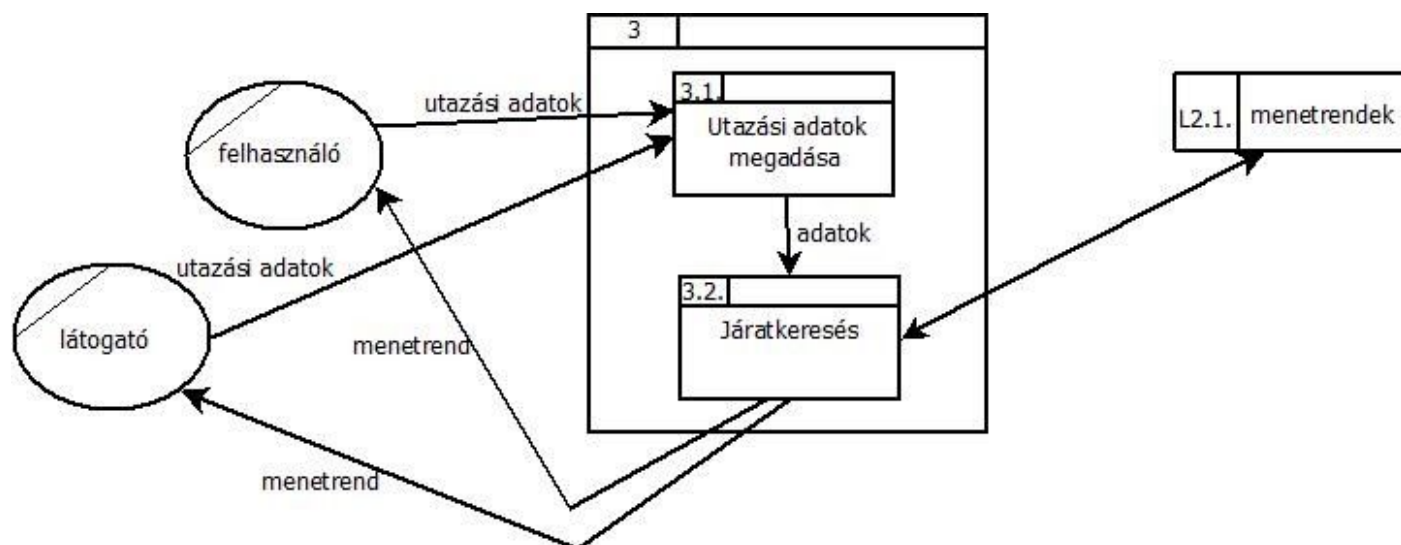 3
3.1.
utazási adatok
Utazási adatok
megadása
L2.1.
menetrendek
felhasználó
adatok
utazási adatok
3.2.
Járatkeresés
látogató
menetrend
menetrend